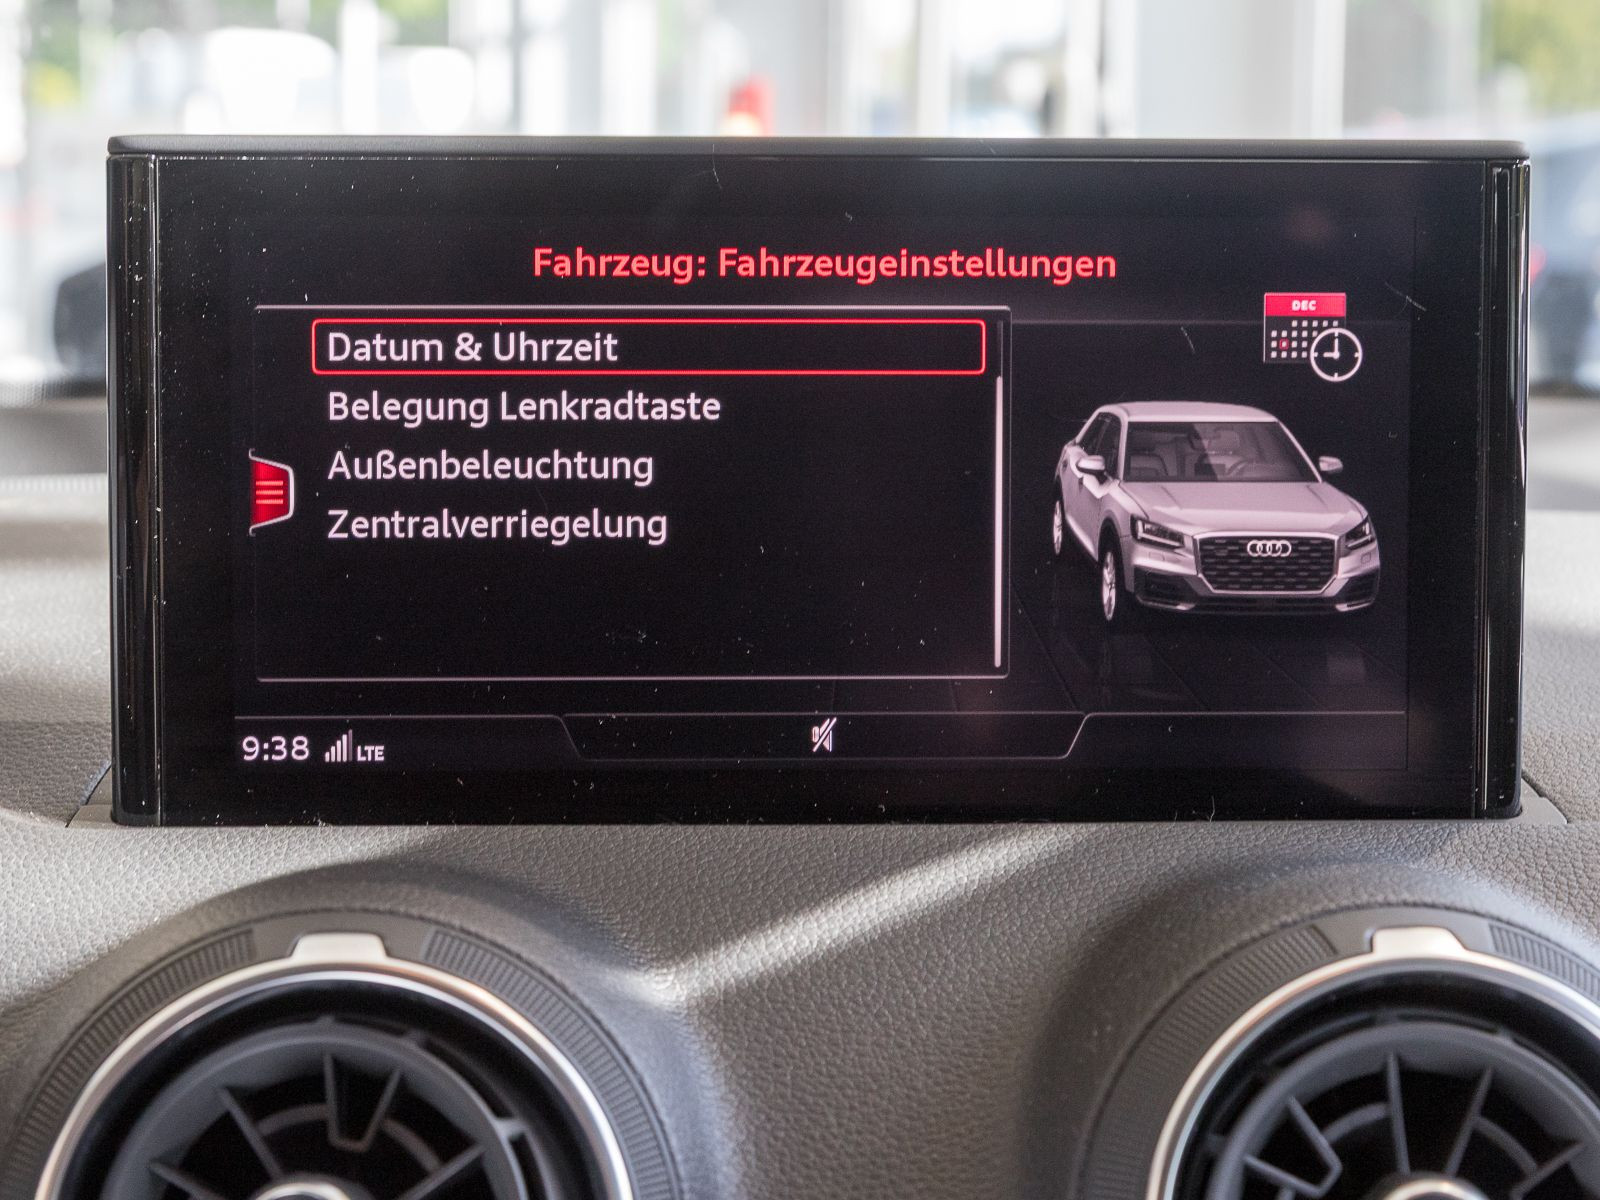 Fahrzeug: Fahrzeugeinstellungen
DEC
Datum & Uhrzeit
Belegung Lenkradtaste
Außenbeleuchtung
Zentralverriegelung
9:38 LTE